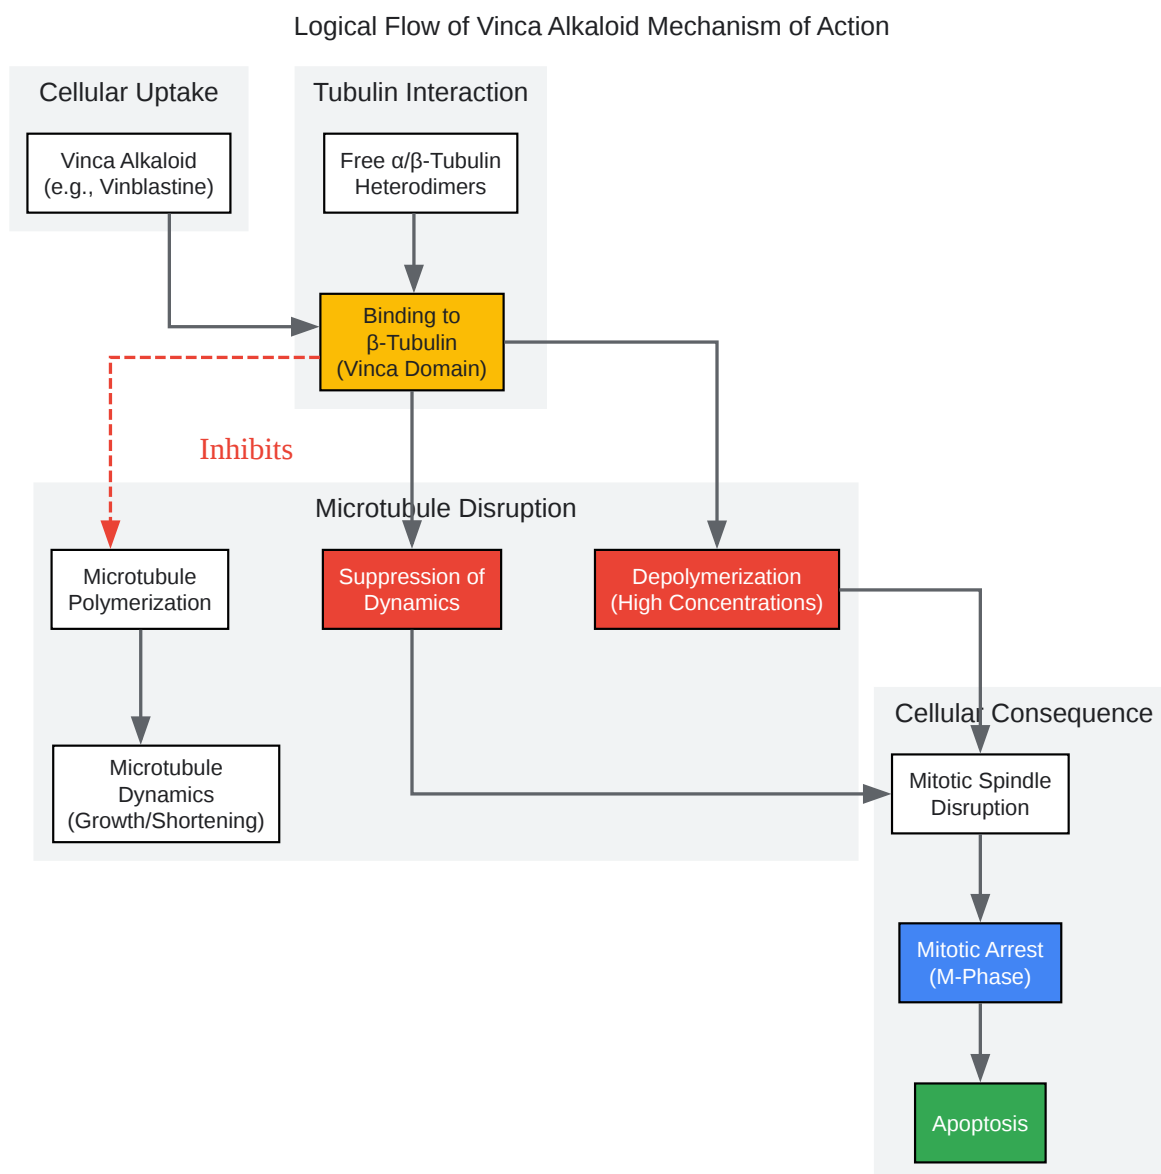 Logical Flow of Vinca Alkaloid Mechanism of Action
Cellular Uptake
Vinca Alkaloid
(e.g., Vinblastine)
Tubulin Interaction
Free α/β-Tubulin
Heterodimers
Binding to
β-Tubulin
(Vinca Domain)
Inhibits
Microtubule Disruption
Microtubule
Polymerization
Suppression of
Dynamics
Depolymerization
(High Concentrations)
Microtubule
Dynamics
(Growth/Shortening)
Cellular Consequence
Mitotic Spindle
Disruption
Mitotic Arrest
(M-Phase)
Apoptosis